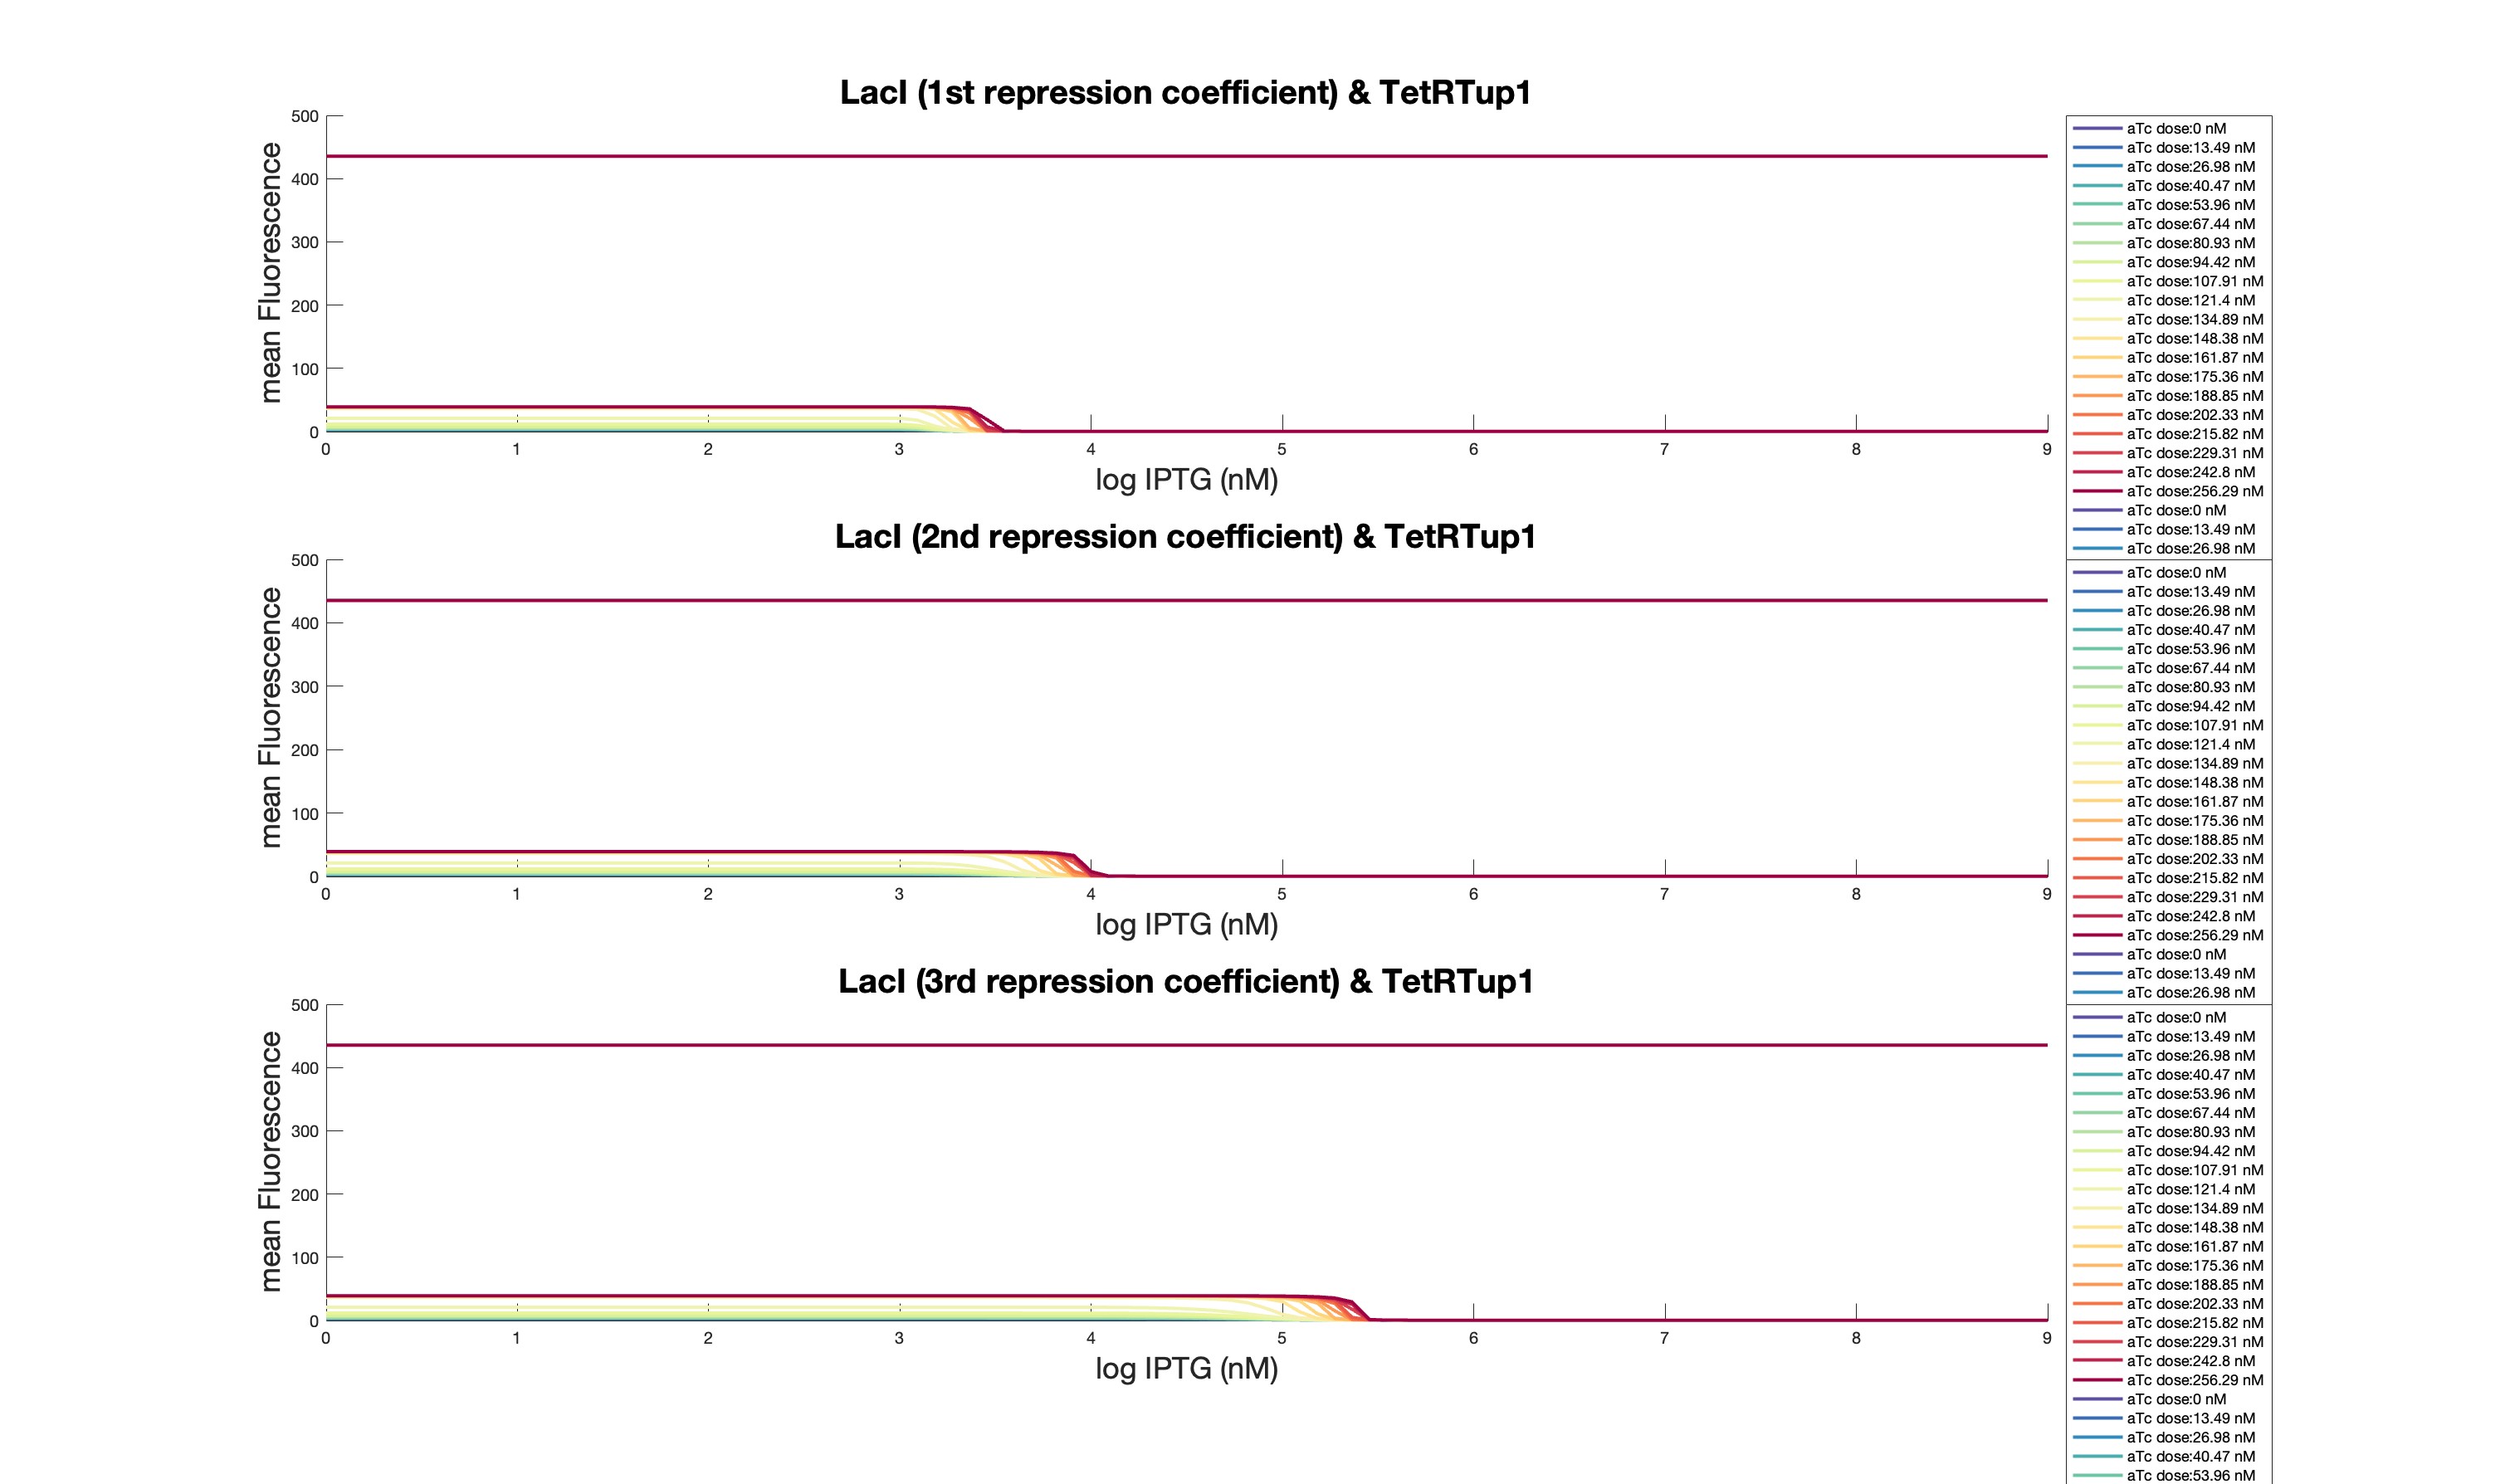 LacI (1st repression coefficient) & TetRTup1
500
400
300
200
100
0
mean Fluorescence
0 1 2 3 4 5 6 7 8 9
log IPTG (nM)
aTc dose:0 nM
aTc dose:13.49 nM
aTc dose:26.98 nM
aTc dose:40.47 nM
aTc dose:53.96 nM
aTc dose:67.44 nM
aTc dose:80.93 nM
aTc dose:94.42 nM
aTc dose:107.91 nM
aTc dose:121.4 nM
aTc dose:134.89 nM
aTc dose:148.38 nM
aTc dose:161.87 nM
aTc dose:175.36 nM
aTc dose:188.85 nM
aTc dose:202.33 nM
aTc dose:215.82 nM
aTc dose:229.31 nM
aTc dose:242.8 nM
aTc dose:256.29 nM
aTc dose:0 nM
aTc dose:13.49 nM
aTc dose:26.98 nM
LacI (2nd repression coefficient) & TetRTup1
500
400
300
200
100
0
mean Fluorescence
0 1 2 3 4 5 6 7 8 9
log IPTG (nM)
aTc dose:0 nM
aTc dose:13.49 nM
aTc dose:26.98 nM
aTc dose:40.47 nM
aTc dose:53.96 nM
aTc dose:67.44 nM
aTc dose:80.93 nM
aTc dose:94.42 nM
aTc dose:107.91 nM
aTc dose:121.4 nM
aTc dose:134.89 nM
aTc dose:148.38 nM
aTc dose:161.87 nM
aTc dose:175.36 nM
aTc dose:188.85 nM
aTc dose:202.33 nM
aTc dose:215.82 nM
aTc dose:229.31 nM
aTc dose:242.8 nM
aTc dose:256.29 nM
aTc dose:0 nM
aTc dose:13.49 nM
aTc dose:26.98 nM
LacI (3rd repression coefficient) & TetRTup1
500
400
300
200
100
0
mean Fluorescence
0 1 2 3 4 5 6 7 8 9
log IPTG (nM)
aTc dose:0 nM
aTc dose:13.49 nM
aTc dose:26.98 nM
aTc dose:40.47 nM
aTc dose:53.96 nM
aTc dose:67.44 nM
aTc dose:80.93 nM
aTc dose:94.42 nM
aTc dose:107.91 nM
aTc dose:121.4 nM
aTc dose:134.89 nM
aTc dose:148.38 nM
aTc dose:161.87 nM
aTc dose:175.36 nM
aTc dose:188.85 nM
aTc dose:202.33 nM
aTc dose:215.82 nM
aTc dose:229.31 nM
aTc dose:242.8 nM
aTc dose:256.29 nM
aTc dose:0 nM
aTc dose:13.49 nM
aTc dose:26.98 nM
aTc dose:40.47 nM
aTc dose:53.96 nM